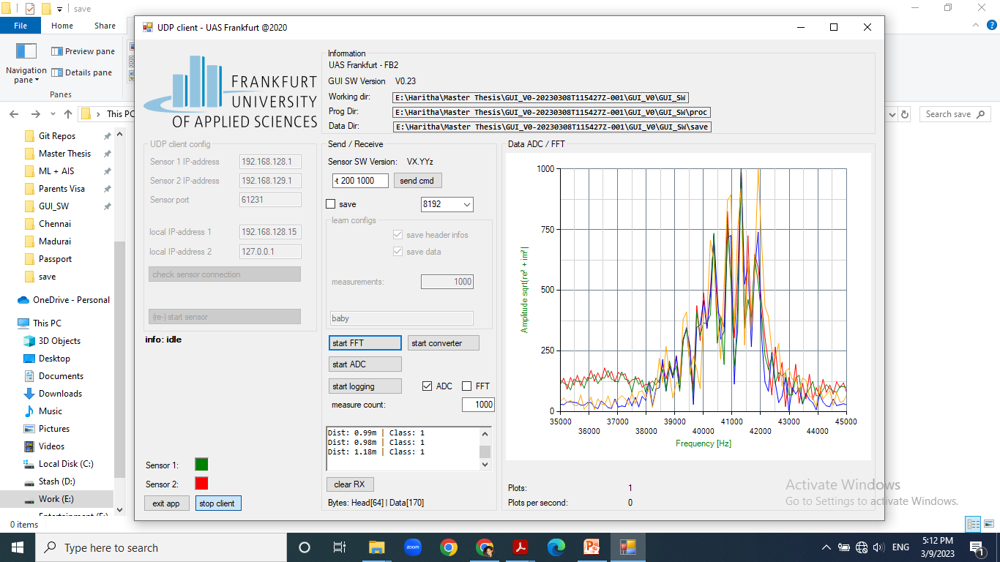 save
File
Home
Share
Navigation pane
Preview pane
Details pane
Panes
This PC
Search save
Git Repos
Master Thesis
ML + AIS
Parents Visa
GUI_SW
Chennai
Madurai
Passport
save
OneDrive - Personal
This PC
3D Objects
Desktop
Documents
Downloads
Music
Pictures
Videos
Local Disk (C:)
Stash (D:)
Work (E:)
0 items
UDP client - UAS Frankfurt @2020
FRANKFURT
UNIVERSITY
OF APPLIED SCIENCES
Infomation
UAS Frankfurt - FB2
GUI SW Version V0.23
Working dir: E:\Haritha\Master Thesis\GUI_V0-20230308T115427Z-001\GUI_V0\GUI_SW
Prog Dir: E:\Haritha\Master Thesis\GUI_V0-20230308T115427Z-001\GUI_V0\GUI_SW\proc
Data Dir: E:\Haritha\Master Thesis\GUI_V0-20230308T115427Z-001\GUI_V0\GUI_SW\save
UDP client config
Sensor 1 IP-address 192.168.128.1
Sensor 2 IP-address 192.168.129.1
Sensor port 61231
local IP-address 1 192.168.128.15
local IP-address 2 127.0.0.1
check sensor connection
(re-) start sensor
info: idle
Sensor 1:
Sensor 2:
exit app
stop client
Send / Receive
Sensor SW Version: VX.YYz
-t 200 1000
send cmd
save
8192
learn configs
save header infos
save data
measurements: 1000
baby
start FFT
start converter
start ADC
start logging
ADC
FFT
measure count: 1000
Dist: 0.99m | Class: 1
Dist: 0.98m | Class: 1
Dist: 1.18m | Class: 1
clear RX
Bytes: Head[64] | Data[170]
Data ADC / FFT
Amplitude sqrt[re² + im²]
1000
750
500
250
0
35000 37000 39000 41000 43000 45000
36000 38000 40000 42000 44000
Frequency [Hz]
Plots: 1
Plots per second: 0
Activate Windows
Go to Settings to activate Windows.
Type here to search
zoom
ENG
5:12 PM
3/9/2023
1